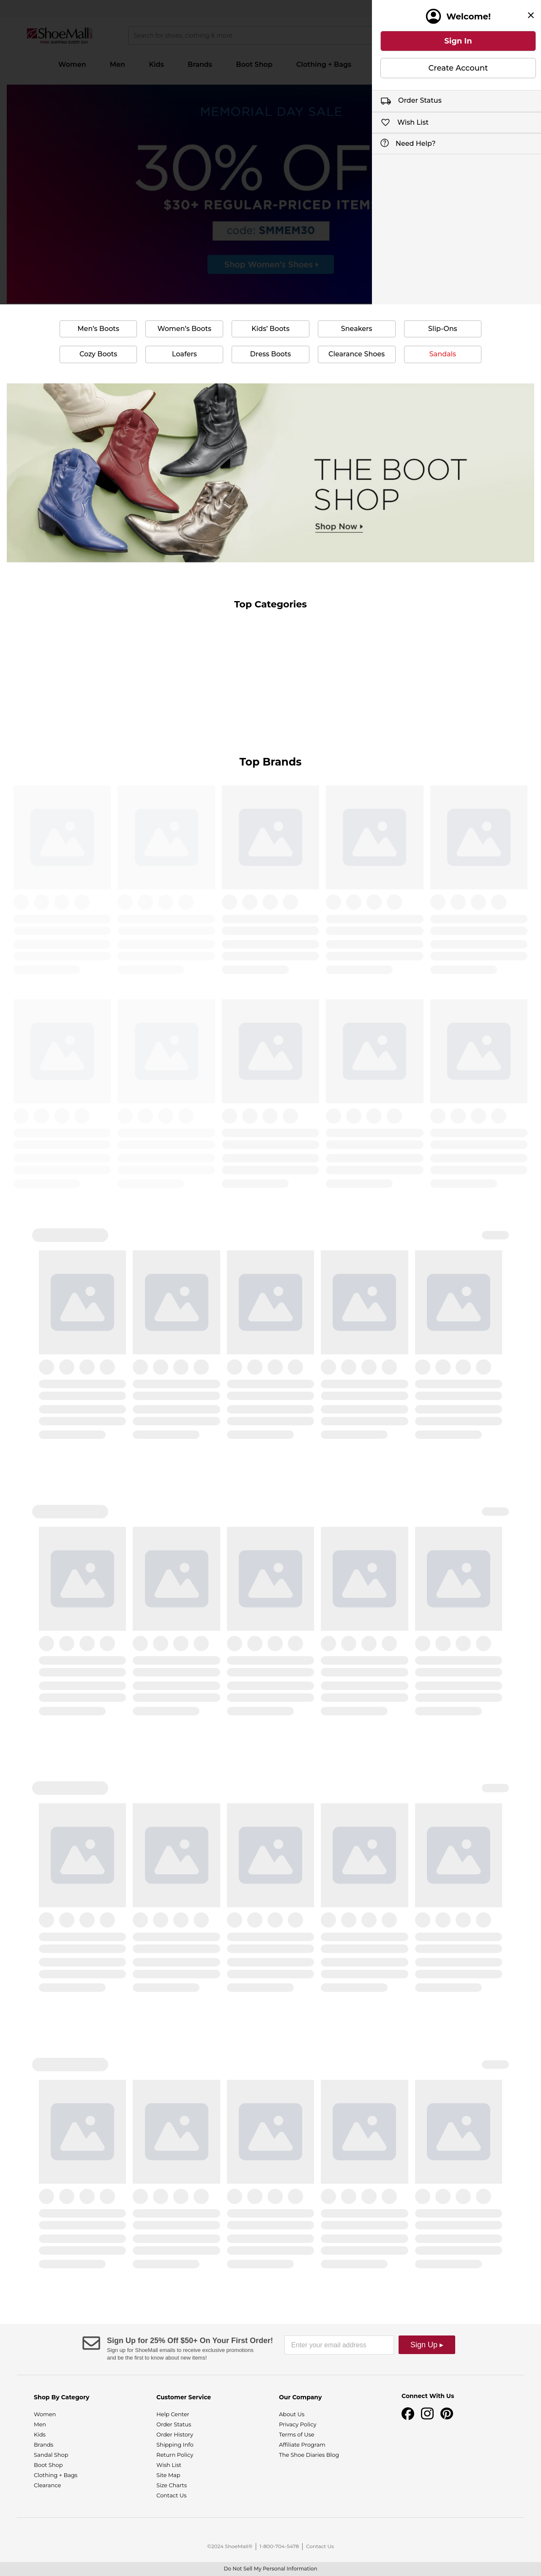 Welcome!
ShoeMall
FREE SHIPPING EVERY DAY
Search for shoes, clothing & more
Sign In
Women Men Kids Brands Boot Shop Clothing + Bags
Create Account
Order Status
Wish List
Need Help?
MEMORIAL DAY SALE
30% OF
$30+ REGULAR-PRICED ITEM
code: SMMEM30
Shop Women's Shoes
Men's Boots Women's Boots Kids' Boots Sneakers Slip-Ons
Cozy Boots Loafers Dress Boots Clearance Shoes Sandals
THE BOOT
SHOP
Shop Now
Top Categories
Top Brands
Sign Up for 25% Off $50+ On Your First Order!
Sign up for ShoeMall emails to receive exclusive promotions
and be the first to know about new items!
Enter your email address
Sign Up ▸
Shop By Category
Women
Men
Kids
Brands
Sandal Shop
Boot Shop
Clothing + Bags
Clearance
Customer Service
Help Center
Order Status
Order History
Shipping Info
Return Policy
Wish List
Site Map
Size Charts
Contact Us
Our Company
About Us
Privacy Policy
Terms of Use
Affiliate Program
The Shoe Diaries Blog
Connect With Us
©2024 ShoeMall® | 1-800-704-5478 | Contact Us
Do Not Sell My Personal Information